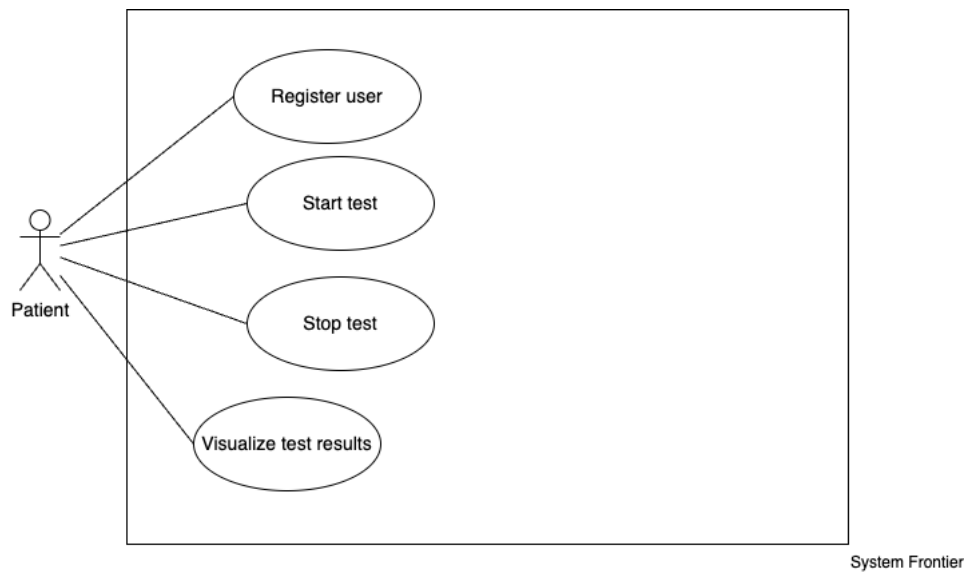 Register user
Start test
Stop test
Patient
Visualize test results
System Frontier